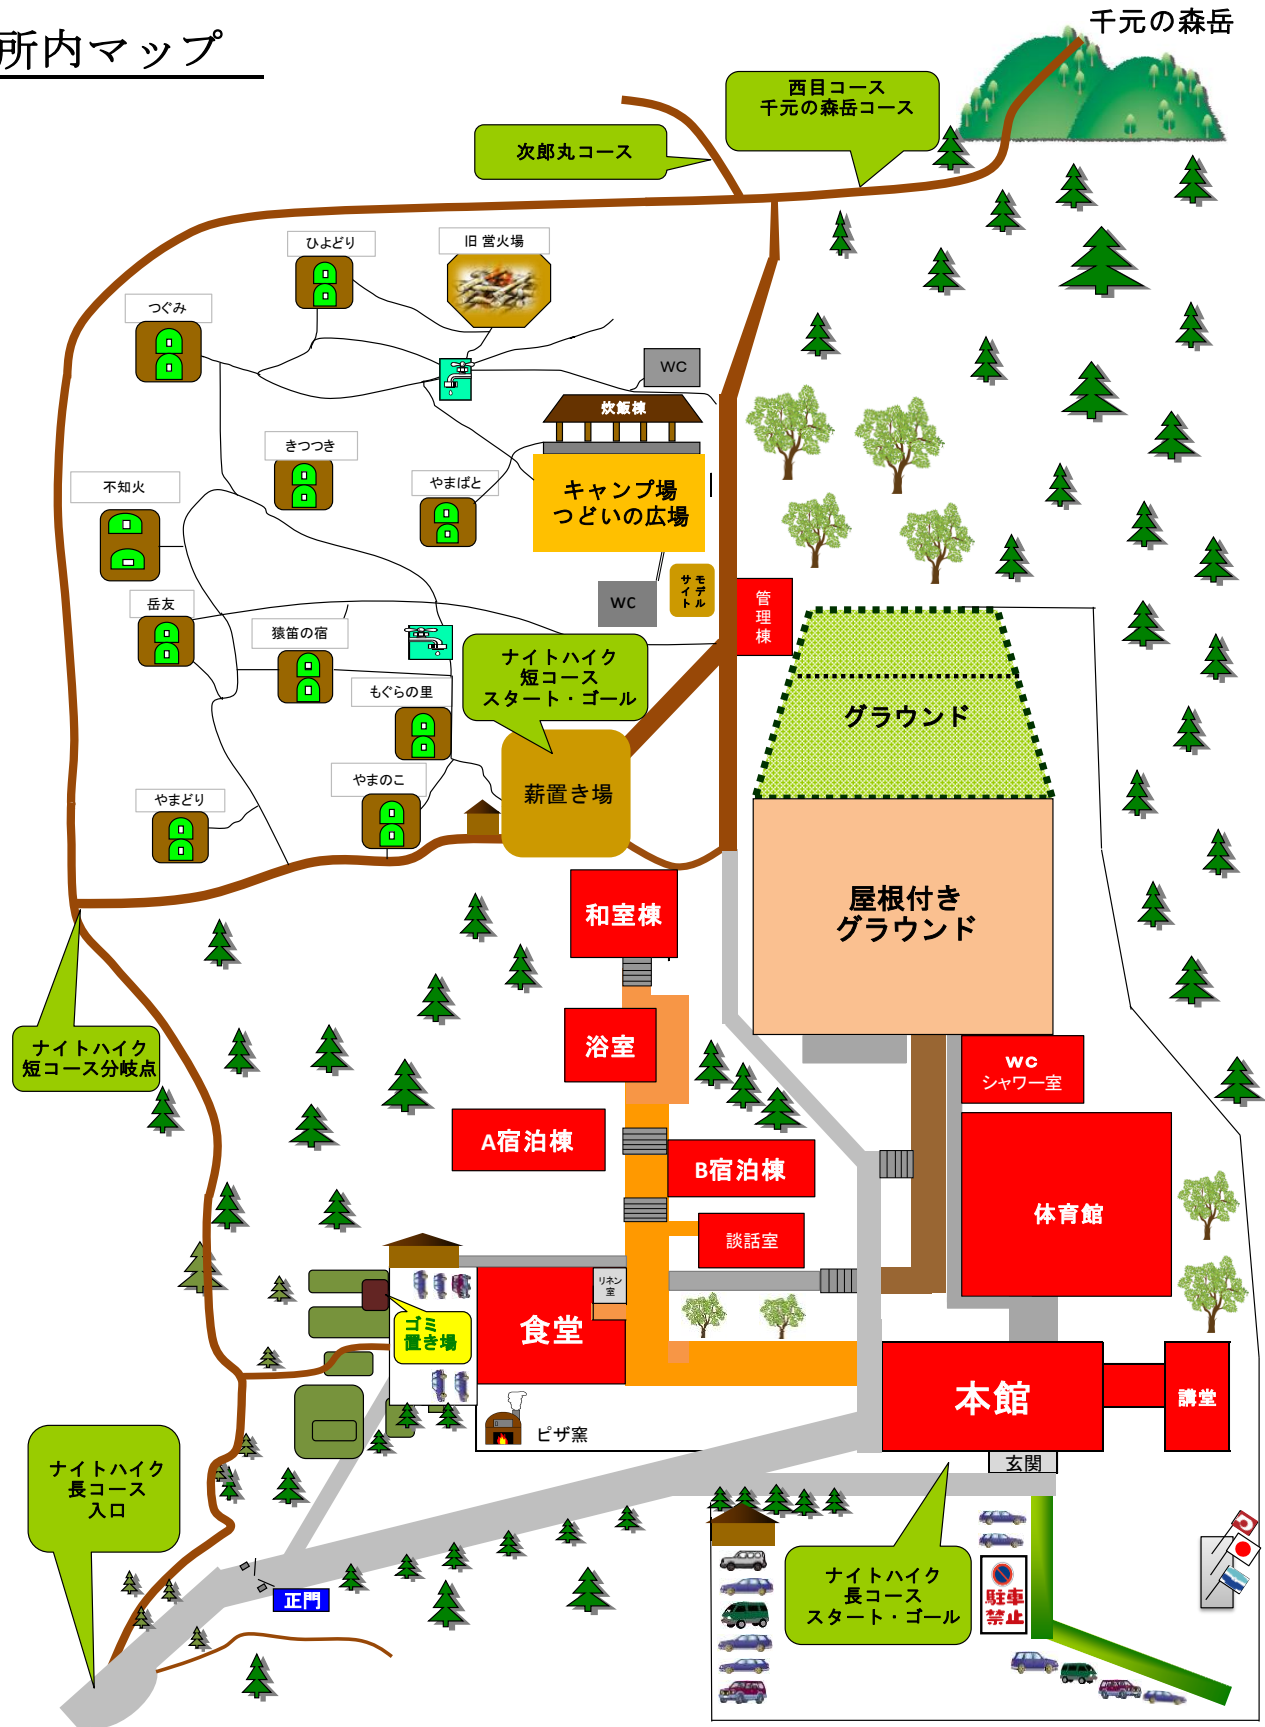 所内マップ
千元の森岳
西目コース
千元の森岳コース
次郎丸コース
ひよどり
旧 営火場
つぐみ
WC
炊飯棟
きつつき
やまばと
キャンプ場
つどいの広場
不知火
モデル
サイト
WC
管理棟
岳友
猿笛の宿
ナイトハイク
短コース
スタート・ゴール
もぐらの里
グラウンド
やまのこ
薪置き場
やまどり
屋根付き
グラウンド
和室棟
浴室
ナイトハイク
短コース分岐点
WC
シャワー室
A宿泊棟
B宿泊棟
体育館
談話室
リネン
室
ゴミ
置き場
食堂
本館
講堂
ピザ窯
玄関
ナイトハイク
長コース
入口
ナイトハイク
長コース
スタート・ゴール
駐車
禁止
正門